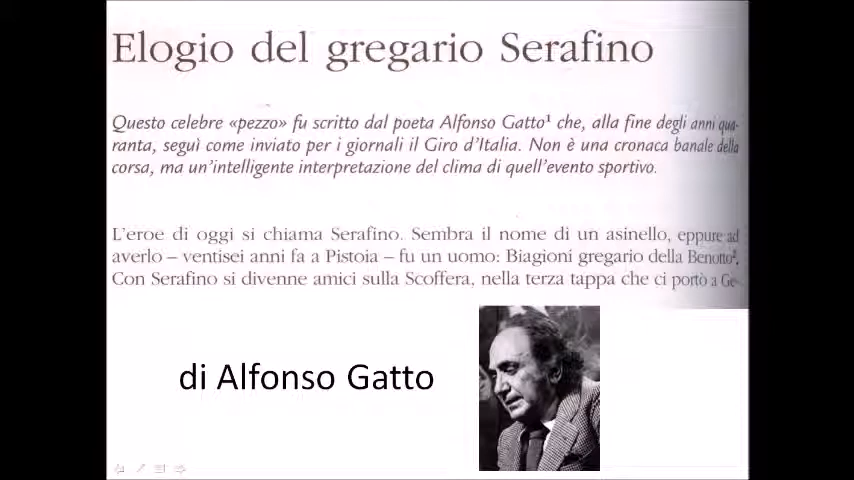 Elogio del gregario Serafino
Questo celebre «pezzo» fu scritto dal poeta Alfonso Gatto¹ che, alla fine degli anni qua-
ranta, seguì come inviato per i giornali il Giro d'Italia. Non è una cronaca banale della
corsa, ma un'intelligente interpretazione del clima di quell'evento sportivo.
L'eroe di oggi si chiama Serafino. Sembra il nome di un asinello, eppure ad
averlo – ventisei anni fa a Pistoia – fu un uomo: Biagioni gregario della Benotto².
Con Serafino si divenne amici sulla Scoffera, nella terza tappa che ci portò a Ge-
di Alfonso Gatto